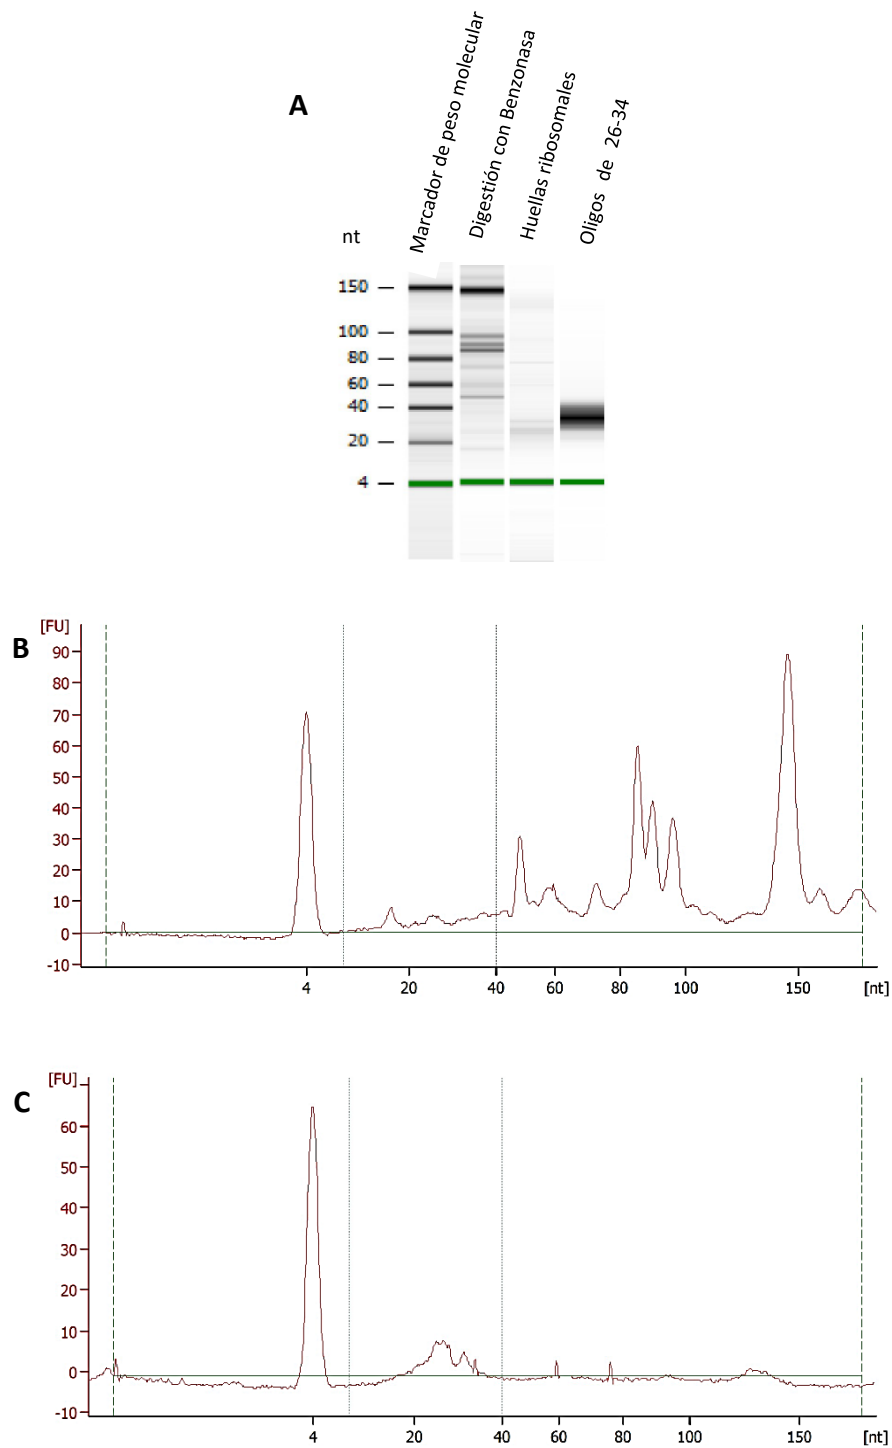 A
Marcador de peso molecular
Digestión con Benzonasa
Huellas ribosomales
Oligos de 26-34
nt
150
100
80
60
40
20
4
B
[FU]
90
80
70
60
50
40
30
20
10
0
-10
4 20 40 60 80 100 150 [nt]
C
[FU]
60
50
40
30
20
10
0
-10
4 20 40 60 80 100 150 [nt]